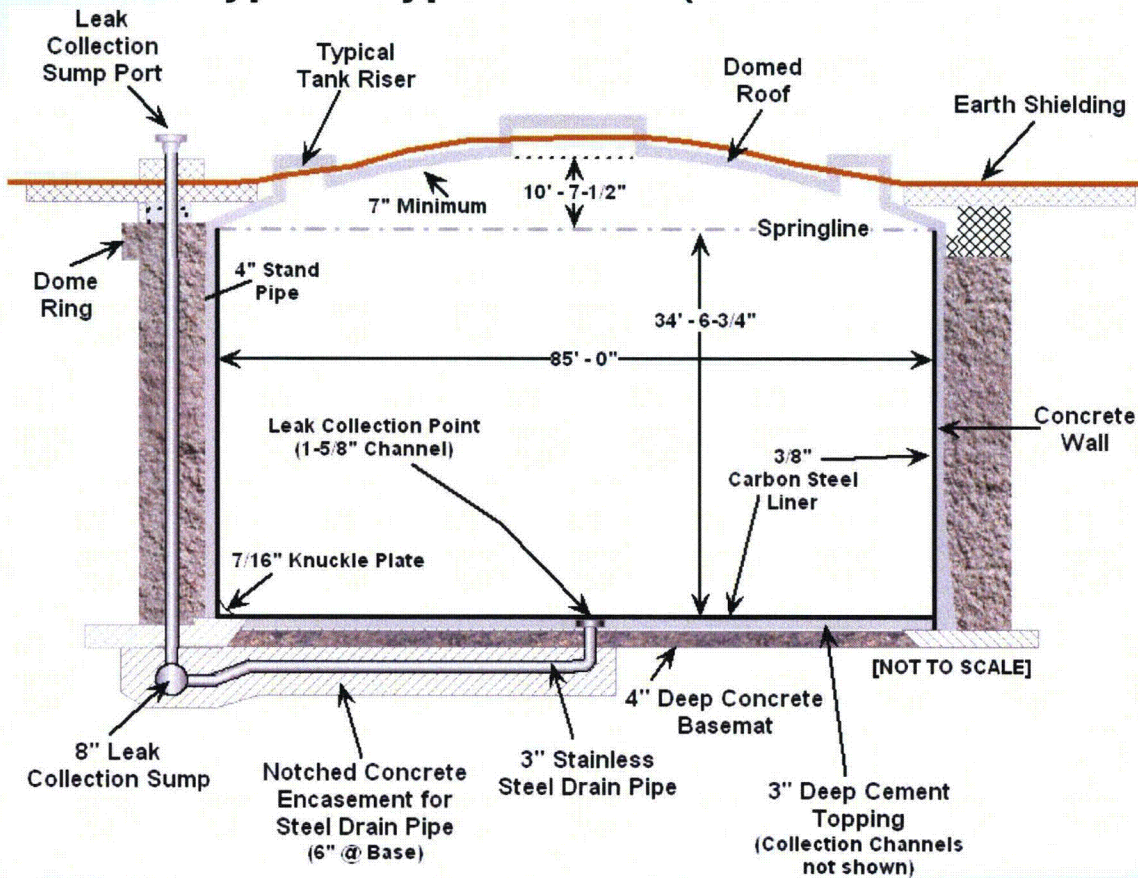 Leak
Collection
Sump Port
Typical
Tank Riser
Domed
Roof
Earth Shielding
7" Minimum
10' - 7-1/2"
Springline
Dome
Ring
4" Stand
Pipe
34' - 6-3/4"
85' - 0"
Leak Collection Point
(1-5/8" Channel)
3/8"
Carbon Steel
Liner
Concrete
Wall
7/16" Knuckle Plate
[NOT TO SCALE]
4" Deep Concrete
Basemat
8" Leak
Collection Sump
Notched Concrete
Encasement for
Steel Drain Pipe
(6" @ Base)
3" Stainless
Steel Drain Pipe
3" Deep Cement
Topping
(Collection Channels
not shown)